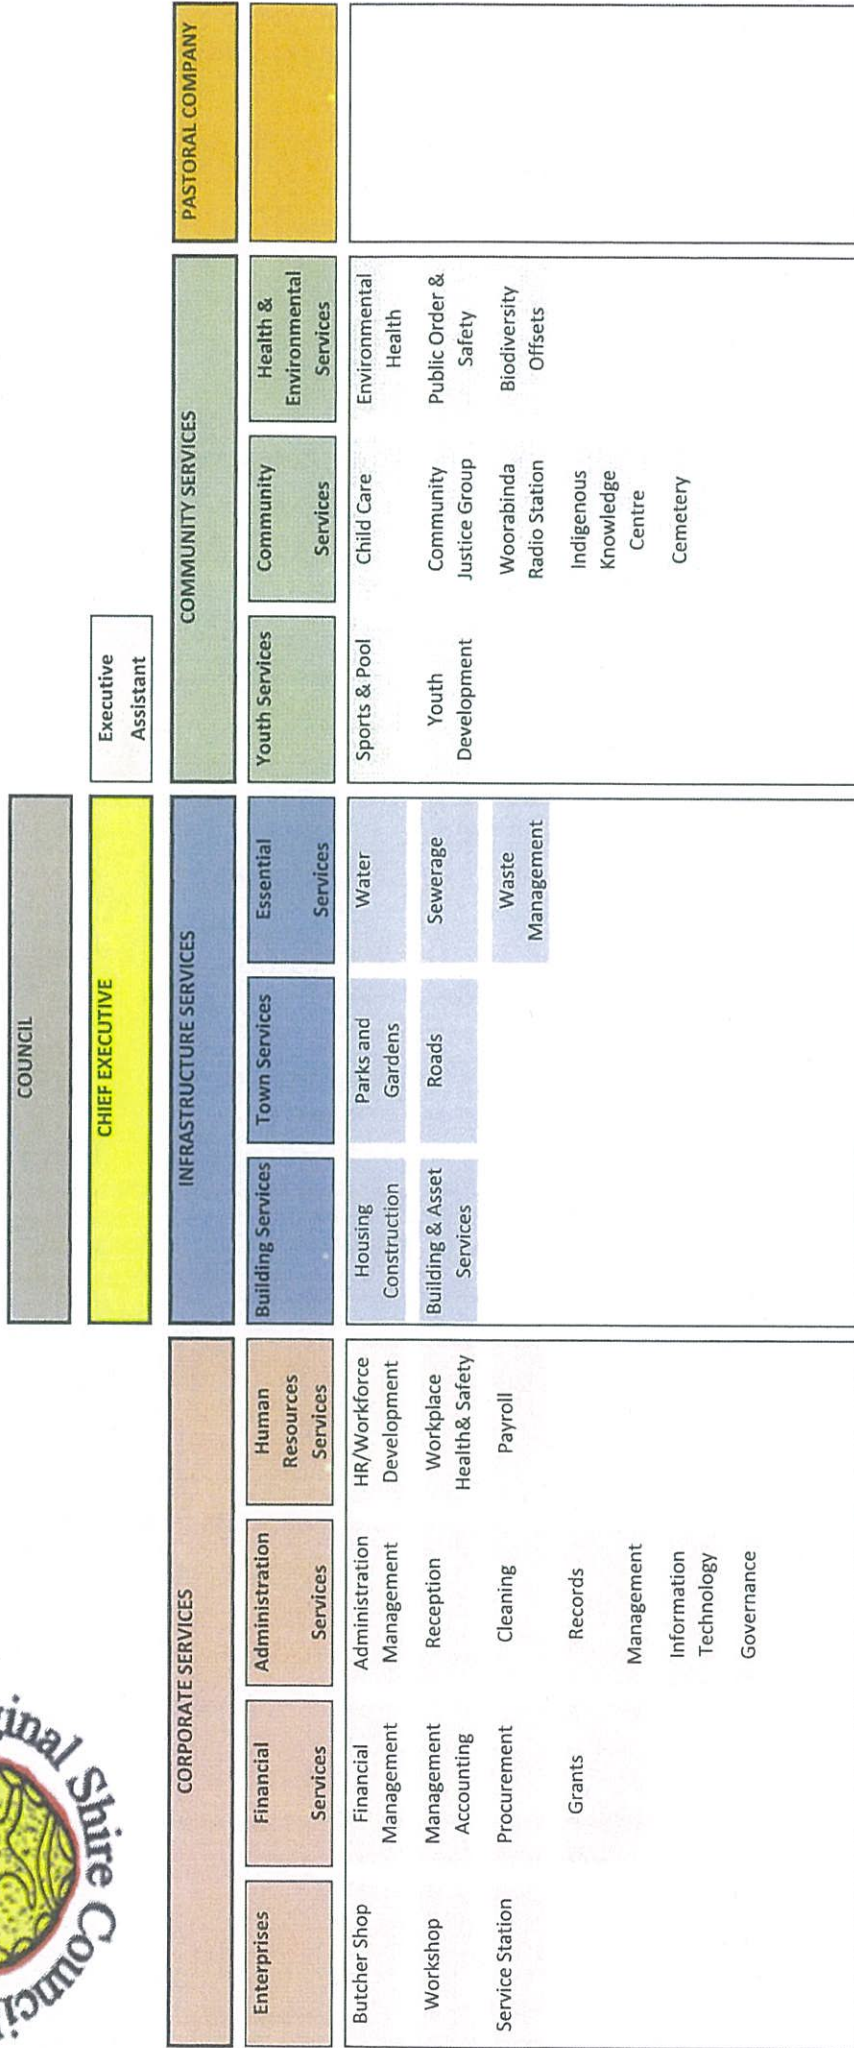 ginal Shire Council
COUNCIL
CHIEF EXECUTIVE
Executive
Assistant
CORPORATE SERVICES
INFRASTRUCTURE SERVICES
COMMUNITY SERVICES
PASTORAL COMPANY
Enterprises
Financial
Services
Administration
Services
Human
Resources
Services
Building Services
Town Services
Essential
Services
Youth Services
Community
Services
Health &
Environmental
Services
Butcher Shop
Workshop
Service Station
Financial
Management
Management
Accounting
Procurement
Grants
Administration
Management
Reception
Cleaning
Records
Management
Information
Technology
Governance
HR/Workforce
Development
Workplace
Health& Safety
Payroll
Housing
Construction
Building & Asset
Services
Parks and
Gardens
Roads
Water
Sewerage
Waste
Management
Sports & Pool
Youth
Development
Child Care
Community
Justice Group
Woorabinda
Radio Station
Indigenous
Knowledge
Centre
Cemetery
Environmental
Health
Public Order &
Safety
Biodiversity
Offsets